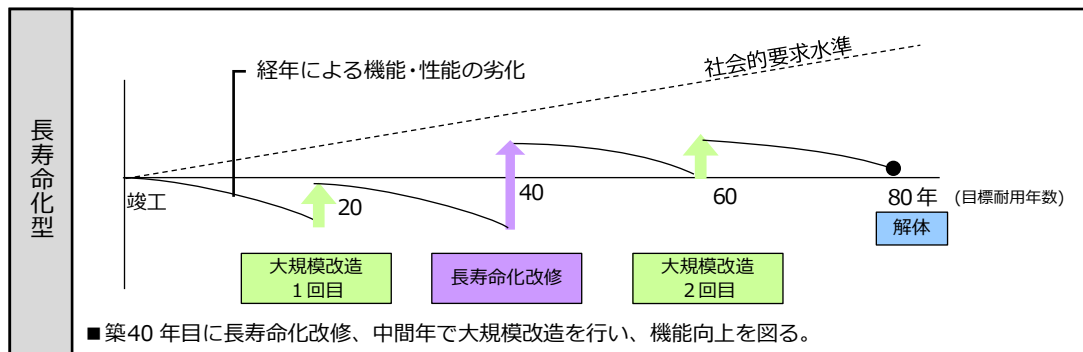 長寿命化型
経年による機能・性能の劣化
社会的要求水準
竣工
20
40
60
80 年 (目標耐用年数)
解体
大規模改造
1回目
長寿命化改修
大規模改造
2回目
■築40 年目に長寿命化改修、中間年で大規模改造を行い、機能向上を図る。